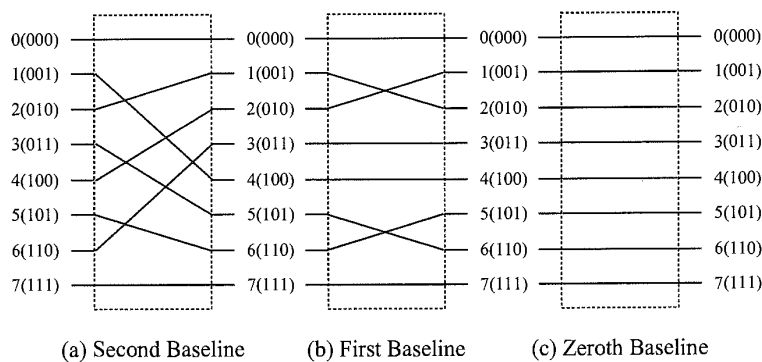 0(000) 0(000) 0(000) 0(000)
1(001) 1(001) 1(001) 1(001)
2(010) 2(010) 2(010) 2(010)
3(011) 3(011) 3(011) 3(011)
4(100) 4(100) 4(100) 4(100)
5(101) 5(101) 5(101) 5(101)
6(110) 6(110) 6(110) 6(110)
7(111) 7(111) 7(111) 7(111)
(a) Second Baseline (b) First Baseline (c) Zeroth Baseline